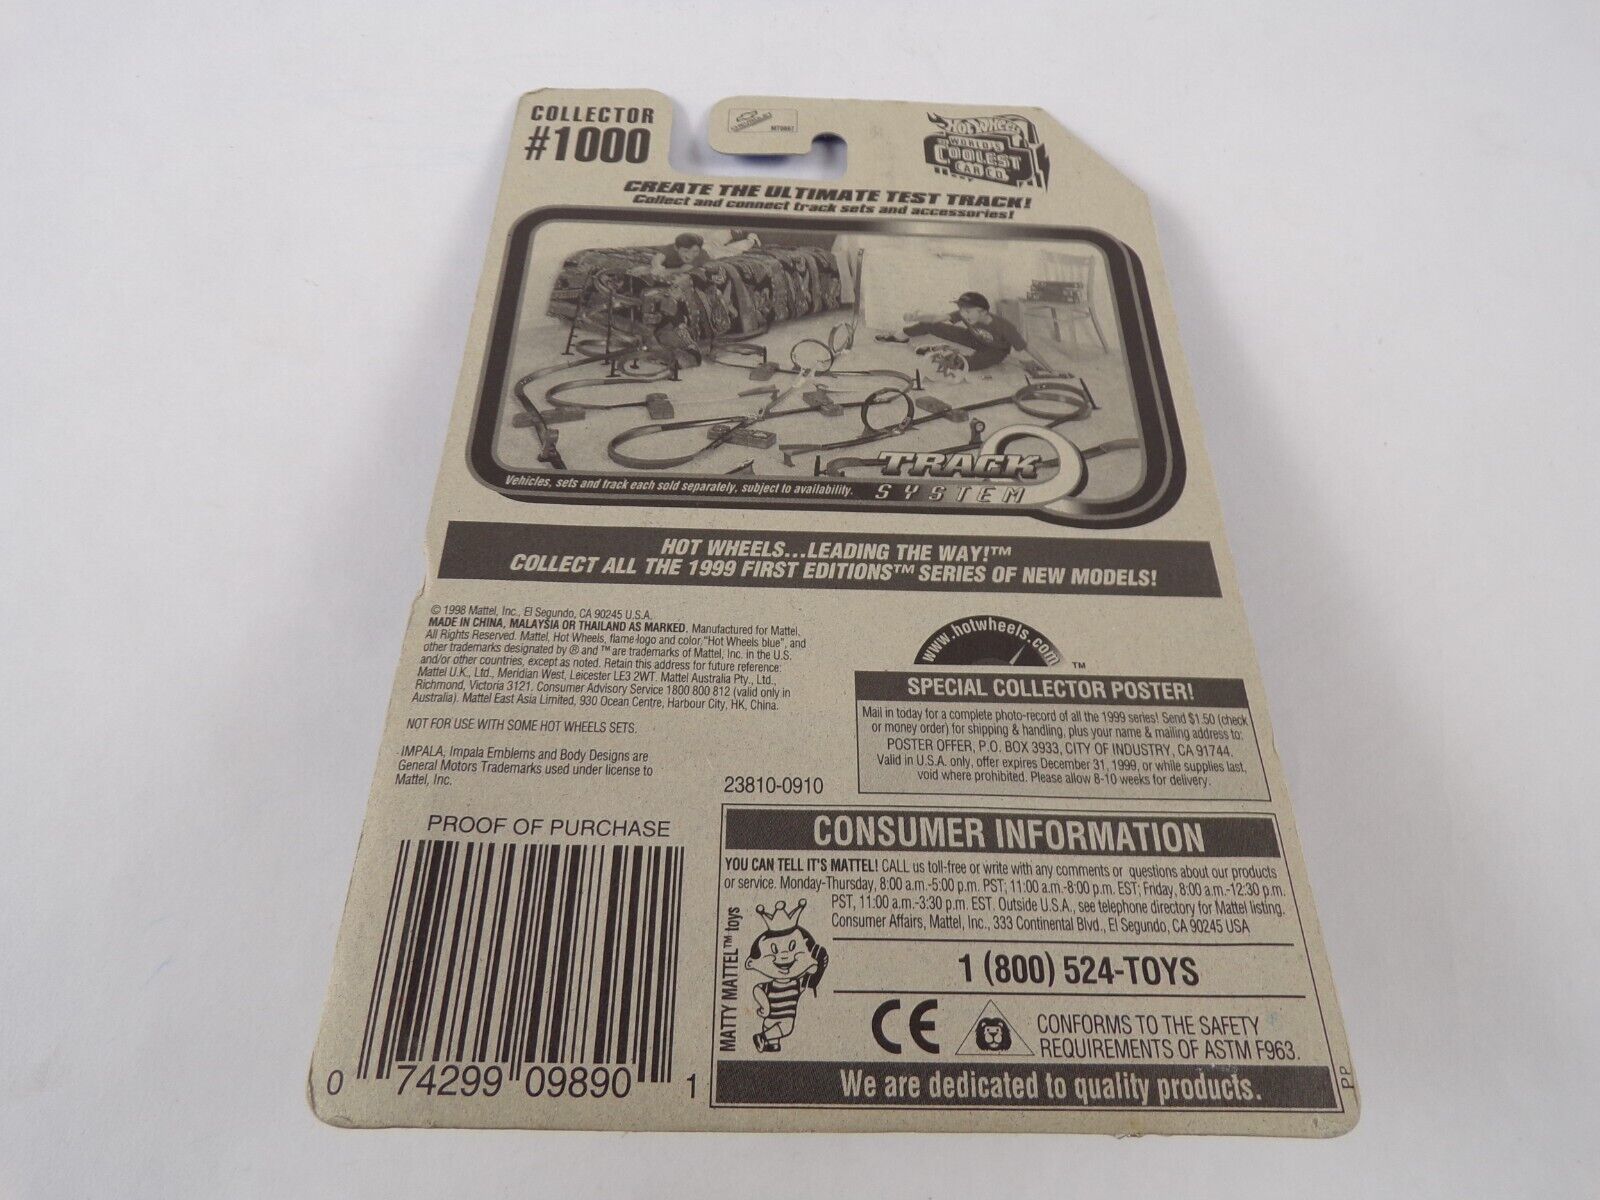 COLLECTOR
#1000
Hot Wheels
WORLD'S
COOLEST
CAR CO.
CREATE THE ULTIMATE TEST TRACK!
Collect and connect track sets and accessories!
TRACK
SYSTEM
Vehicles, sets and track each sold separately, subject to availability.
HOT WHEELS...LEADING THE WAY!™
COLLECT ALL THE 1999 FIRST EDITIONS™ SERIES OF NEW MODELS!
© 1998 Mattel, Inc., El Segundo, CA 90245 U.S.A.
MADE IN CHINA, MALAYSIA OR THAILAND AS MARKED. Manufactured for Mattel.
All Rights Reserved. Mattel, Hot Wheels, flame logo and color "Hot Wheels blue", and
other trademarks designated by ® and ™ are trademarks of Mattel, Inc. in the U.S.
and/or other countries, except as noted. Retain this address for future reference:
Mattel U.K., Ltd., Meridian West, Leicester LE3 2WT. Mattel Australia Pty., Ltd.,
Richmond, Victoria 3121. Consumer Advisory Service 1800 800 812 (valid only in
Australia). Mattel East Asia Limited, 930 Ocean Centre, Harbour City, HK, China.
NOT FOR USE WITH SOME HOT WHEELS SETS.
IMPALA, Impala Emblems and Body Designs are
General Motors Trademarks used under license to
Mattel, Inc.
23810-0910
www.hotwheels.com
™
SPECIAL COLLECTOR POSTER!
Mail in today for a complete photo-record of all the 1999 series! Send $1.50 (check
or money order) for shipping & handling, plus your name & mailing address to:
POSTER OFFER, P.O. BOX 3933, CITY OF INDUSTRY, CA 91744.
Valid in U.S.A. only, offer expires December 31, 1999, or while supplies last,
void where prohibited. Please allow 8-10 weeks for delivery.
PROOF OF PURCHASE
0 74299 09890 1
CONSUMER INFORMATION
YOU CAN TELL IT'S MATTEL! CALL us toll-free or write with any comments or questions about our products
or service. Monday-Thursday, 8:00 a.m.-5:00 p.m. PST; 11:00 a.m.-8:00 p.m. EST; Friday, 8:00 a.m.-12:30 p.m.
PST, 11:00 a.m.-3:30 p.m. EST. Outside U.S.A., see telephone directory for Mattel listing.
Consumer Affairs, Mattel, Inc., 333 Continental Blvd., El Segundo, CA 90245 USA
MATTY MATTEL™ toys
1 (800) 524-TOYS
CE
CONFORMS TO THE SAFETY
REQUIREMENTS OF ASTM F963.
We are dedicated to quality products.
PP